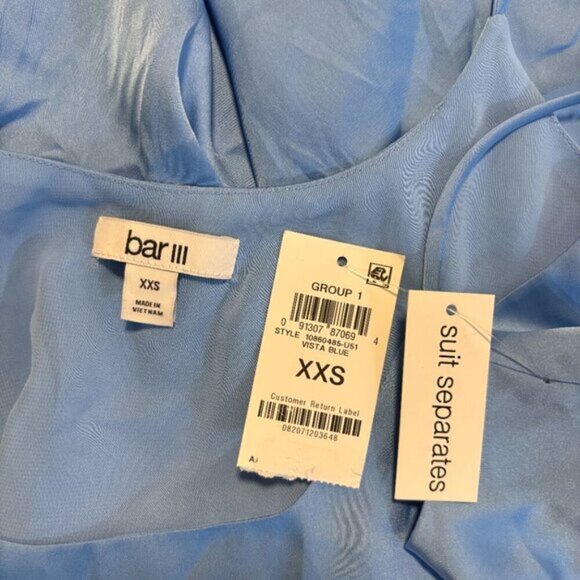 bar III
XXS
MADE IN
VIETNAM
GROUP 1
0 91307 87069 4
STYLE 10860485-U51
VISTA BLUE
XXS
Customer Return Label
082071203648
suit separates